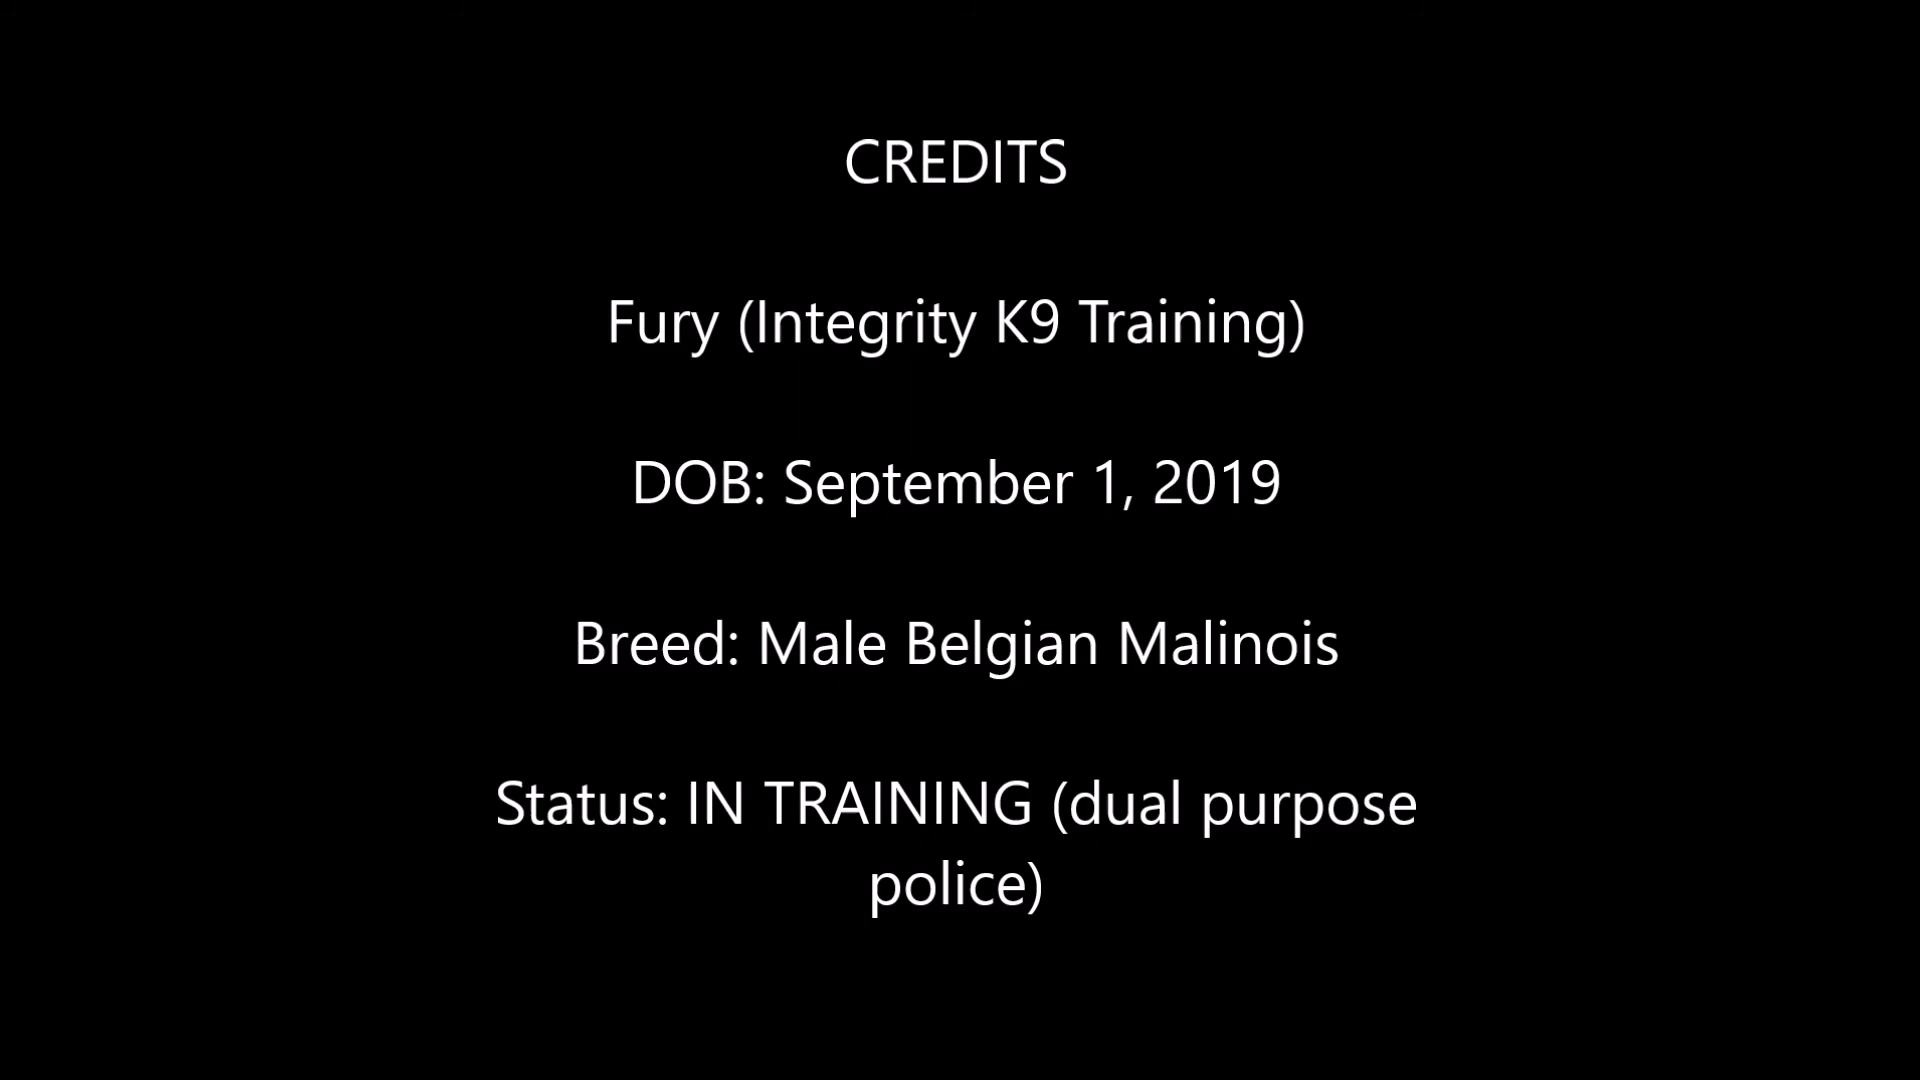 CREDITS
Fury (Integrity K9 Training)
DOB: September 1, 2019
Breed: Male Belgian Malinois
Status: IN TRAINING (dual purpose
police)